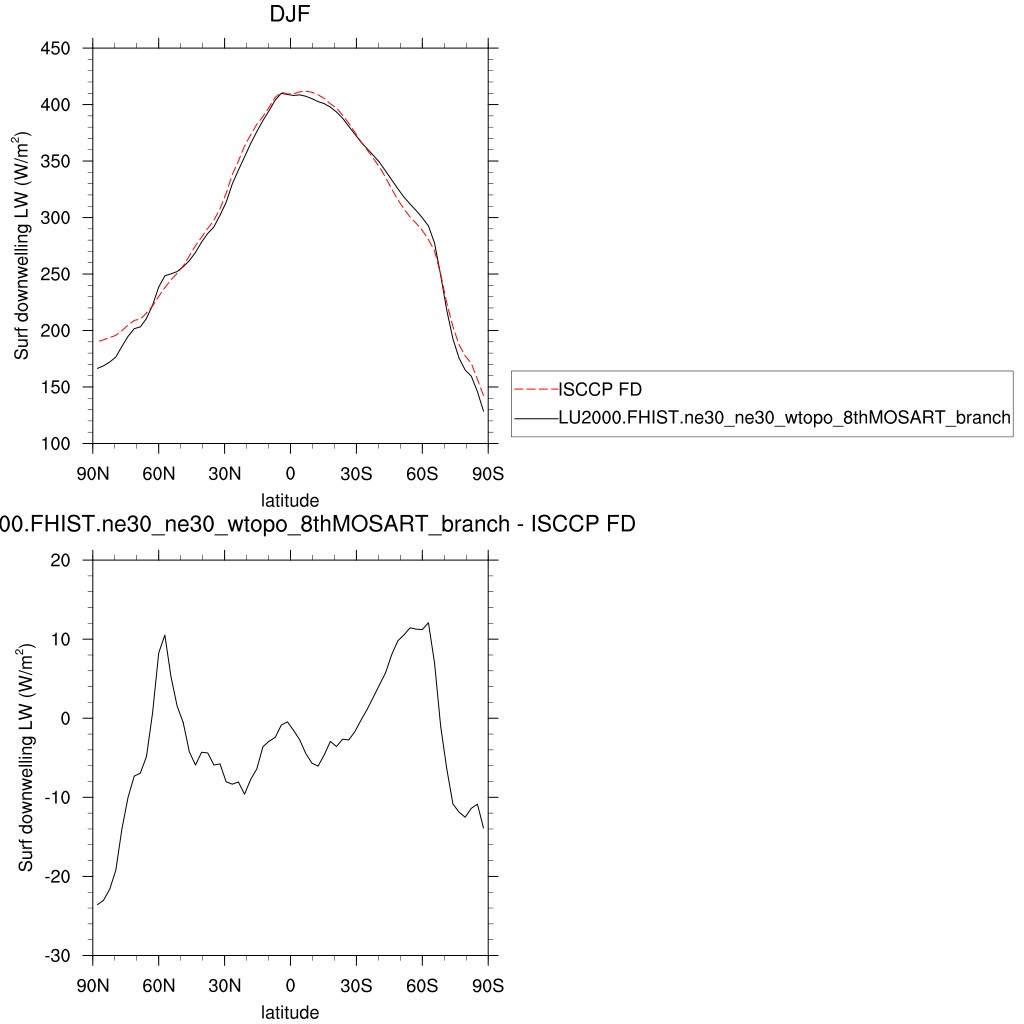 DJF
450
400
350
300
250
200
150
100
Surf downwelling LW (W/m²)
90N 60N 30N 0 30S 60S 90S
latitude
ISCCP FD
LU2000.FHIST.ne30_ne30_wtopo_8thMOSART_branch
00.FHIST.ne30_ne30_wtopo_8thMOSART_branch - ISCCP FD
20
10
0
-10
-20
-30
Surf downwelling LW (W/m²)
90N 60N 30N 0 30S 60S 90S
latitude